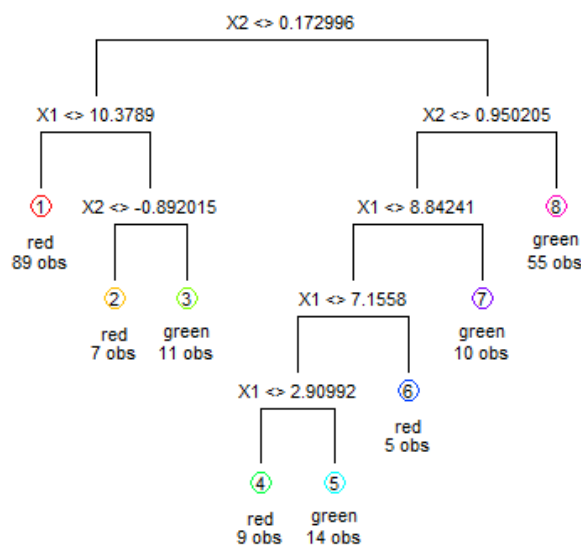 X2 <> 0.172996
X1 <> 10.3789
X2 <> 0.950205
1
X2 <> -0.892015
X1 <> 8.84241
8
red
89 obs
green
55 obs
2
3
X1 <> 7.1558
7
red
7 obs
green
11 obs
green
10 obs
X1 <> 2.90992
6
red
5 obs
4
5
red
9 obs
green
14 obs